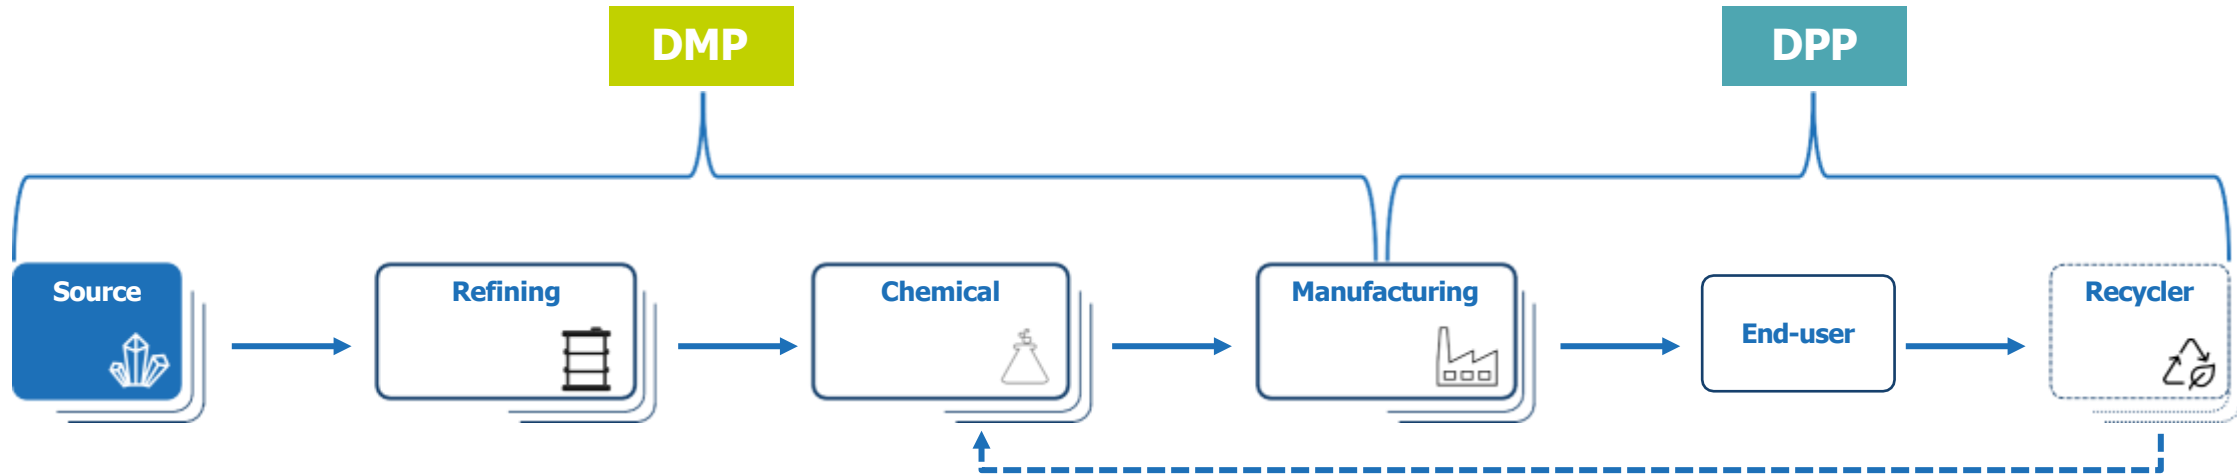 DMP
DPP
Source
Refining
Chemical
Manufacturing
End-user
Recycler